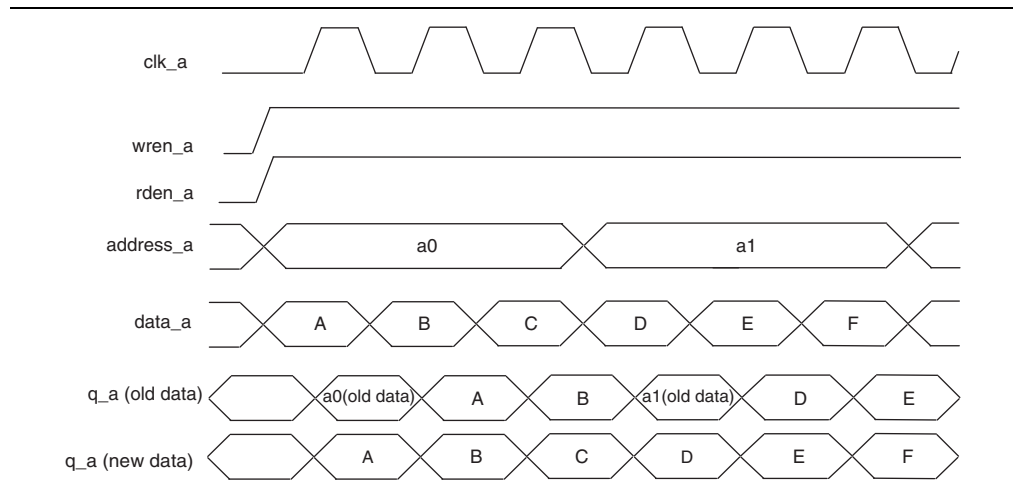 clk_a
wren_a
rden_a
address_a a0 a1
data_a A B C D E F
q_a (old data) a0(old data) A B a1(old data) D E
q_a (new data) A B C D E F